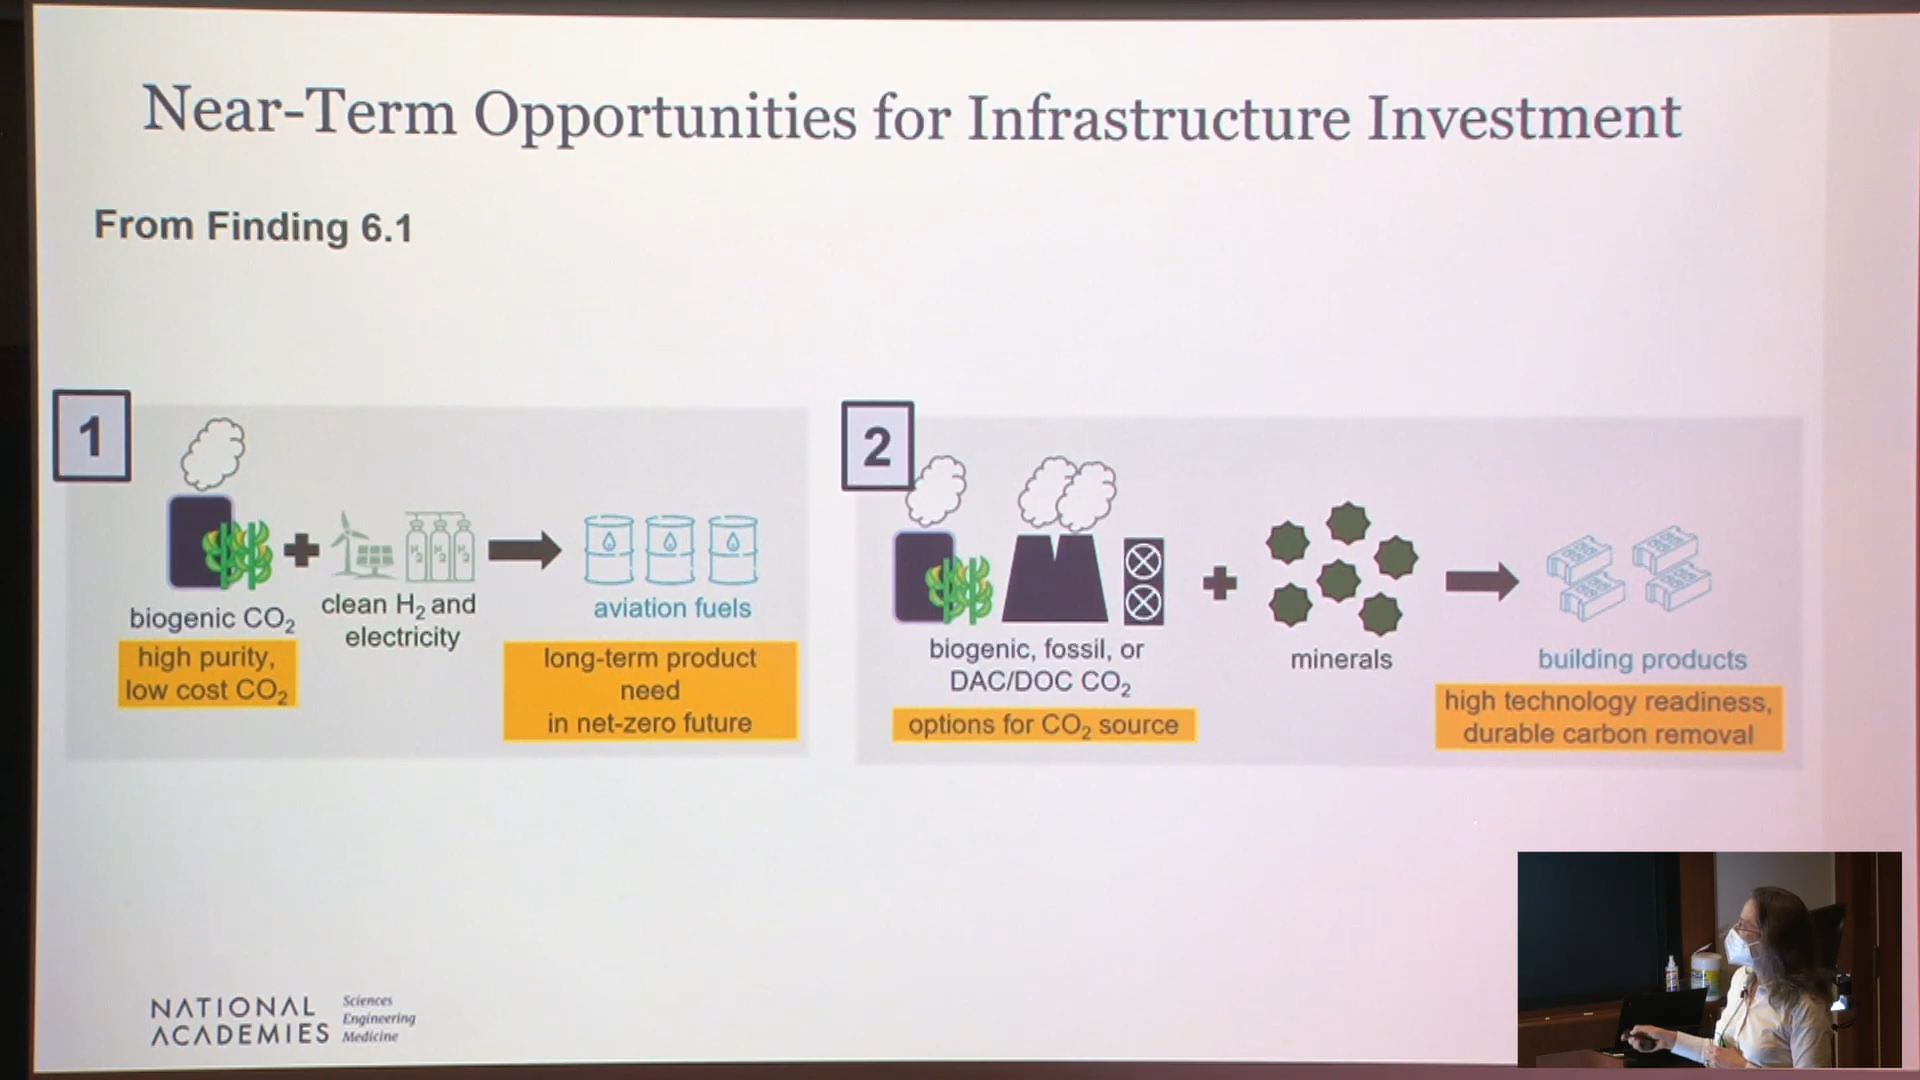 Near-Term Opportunities for Infrastructure Investment
From Finding 6.1
1
biogenic CO₂
high purity,
low cost CO₂
clean H₂ and
electricity
H₂ H₂ H₂
aviation fuels
long-term product
need
in net-zero future
2
biogenic, fossil, or
DAC/DOC CO₂
options for CO₂ source
minerals
building products
high technology readiness,
durable carbon removal
NATIONAL
ACADEMIES
Sciences
Engineering
Medicine